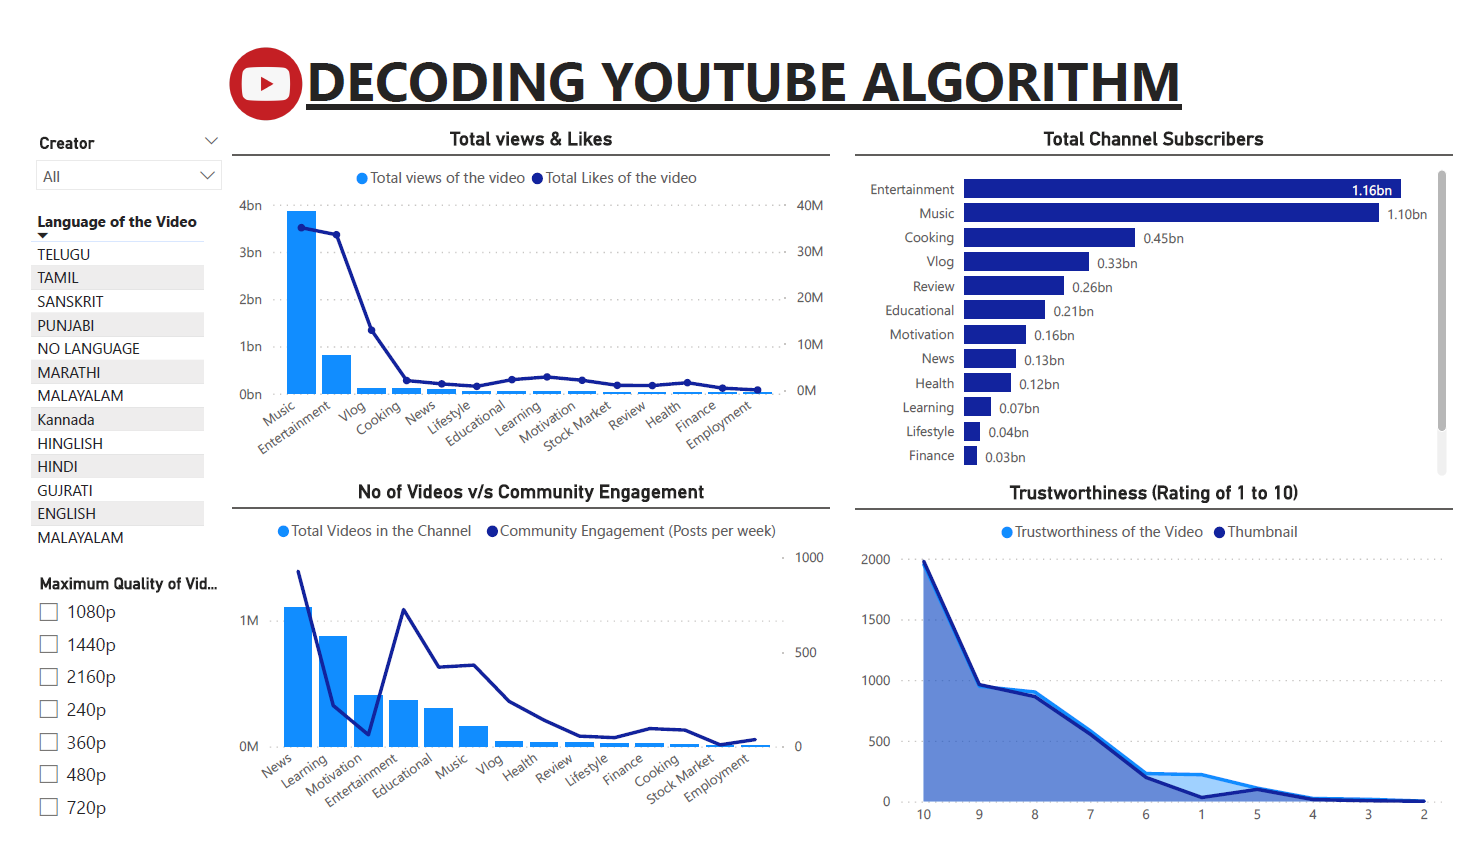 DECODING YOUTUBE ALGORITHM
Creator
All
Language of the Video
TELUGU
TAMIL
SANSKRIT
PUNJABI
NO LANGUAGE
MARATHI
MALAYALAM
Kannada
HINGLISH
HINDI
GUJRATI
ENGLISH
MALAYALAM
Maximum Quality of Vid...
1080p
1440p
2160p
240p
360p
480p
720p
Total views & Likes
Total views of the video Total Likes of the video
4bn
3bn
2bn
1bn
0bn
40M
30M
20M
10M
0M
Music
Entertainment
Vlog
Cooking
News
Lifestyle
Educational
Learning
Motivation
Stock Market
Review
Health
Finance
Employment
Total Channel Subscribers
Entertainment 1.16bn
Music 1.10bn
Cooking 0.45bn
Vlog 0.33bn
Review 0.26bn
Educational 0.21bn
Motivation 0.16bn
News 0.13bn
Health 0.12bn
Learning 0.07bn
Lifestyle 0.04bn
Finance 0.03bn
No of Videos v/s Community Engagement
Total Videos in the Channel Community Engagement (Posts per week)
1M
0M
1000
500
0
News
Learning
Motivation
Entertainment
Educational
Music
Vlog
Health
Review
Lifestyle
Finance
Cooking
Stock Market
Employment
Trustworthiness (Rating of 1 to 10)
Trustworthiness of the Video Thumbnail
2000
1500
1000
500
0
10 9 8 7 6 1 5 4 3 2